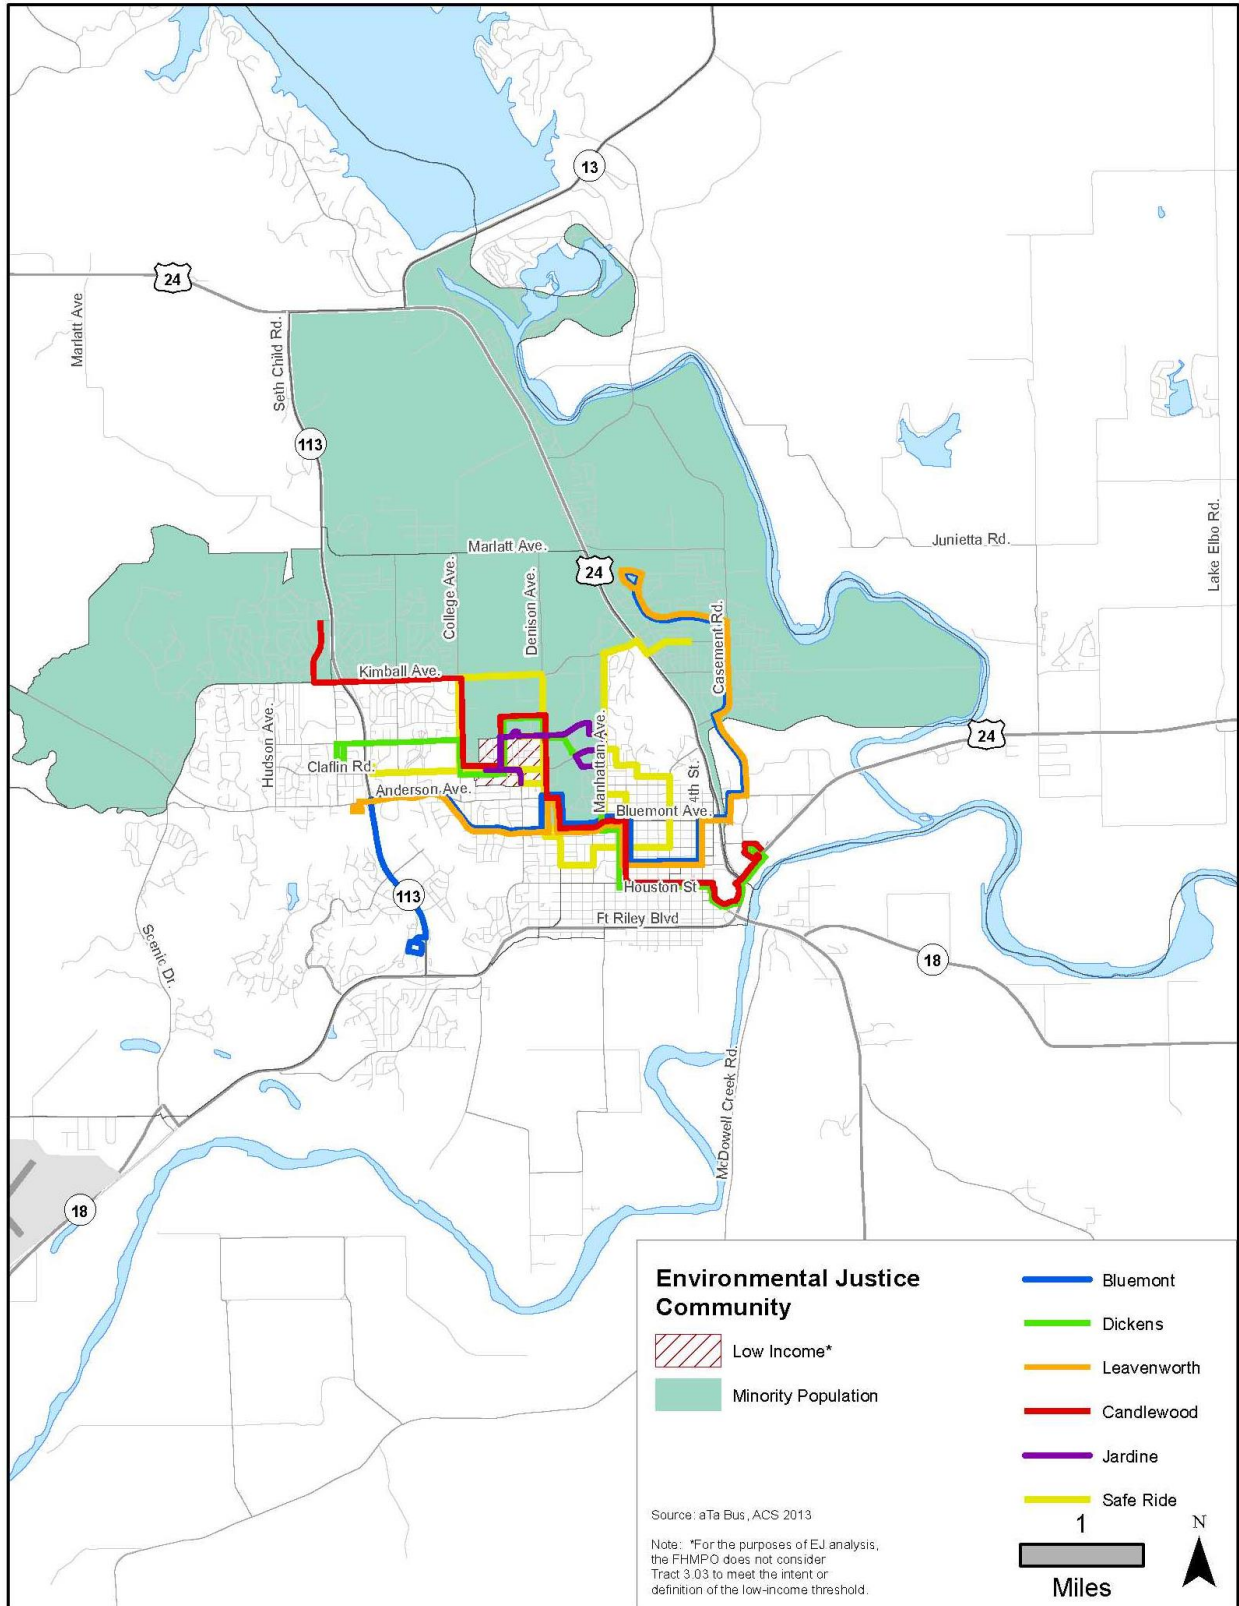 13
24
Marlatt Ave
Seth Child Rd.
113
Marlatt Ave.
24
Junietta Rd.
Lake Elbo Rd.
College Ave.
Denison Ave.
Casement Rd.
Kimball Ave.
Hudson Ave.
Manhattan Ave.
24
Claflin Rd.
Anderson Ave.
4th St.
Bluemont Ave.
113
Houston St
Ft Riley Blvd
Scenic Dr.
18
McDowell Creek Rd.
18
Environmental Justice
Community
Low Income*
Minority Population
Bluemont
Dickens
Leavenworth
Candlewood
Jardine
Safe Ride
Source: aTa Bus, ACS 2013
Note: *For the purposes of EJ analysis,
the FHMPO does not consider
Tract 3.03 to meet the intent or
definition of the low-income threshold.
1
Miles
N